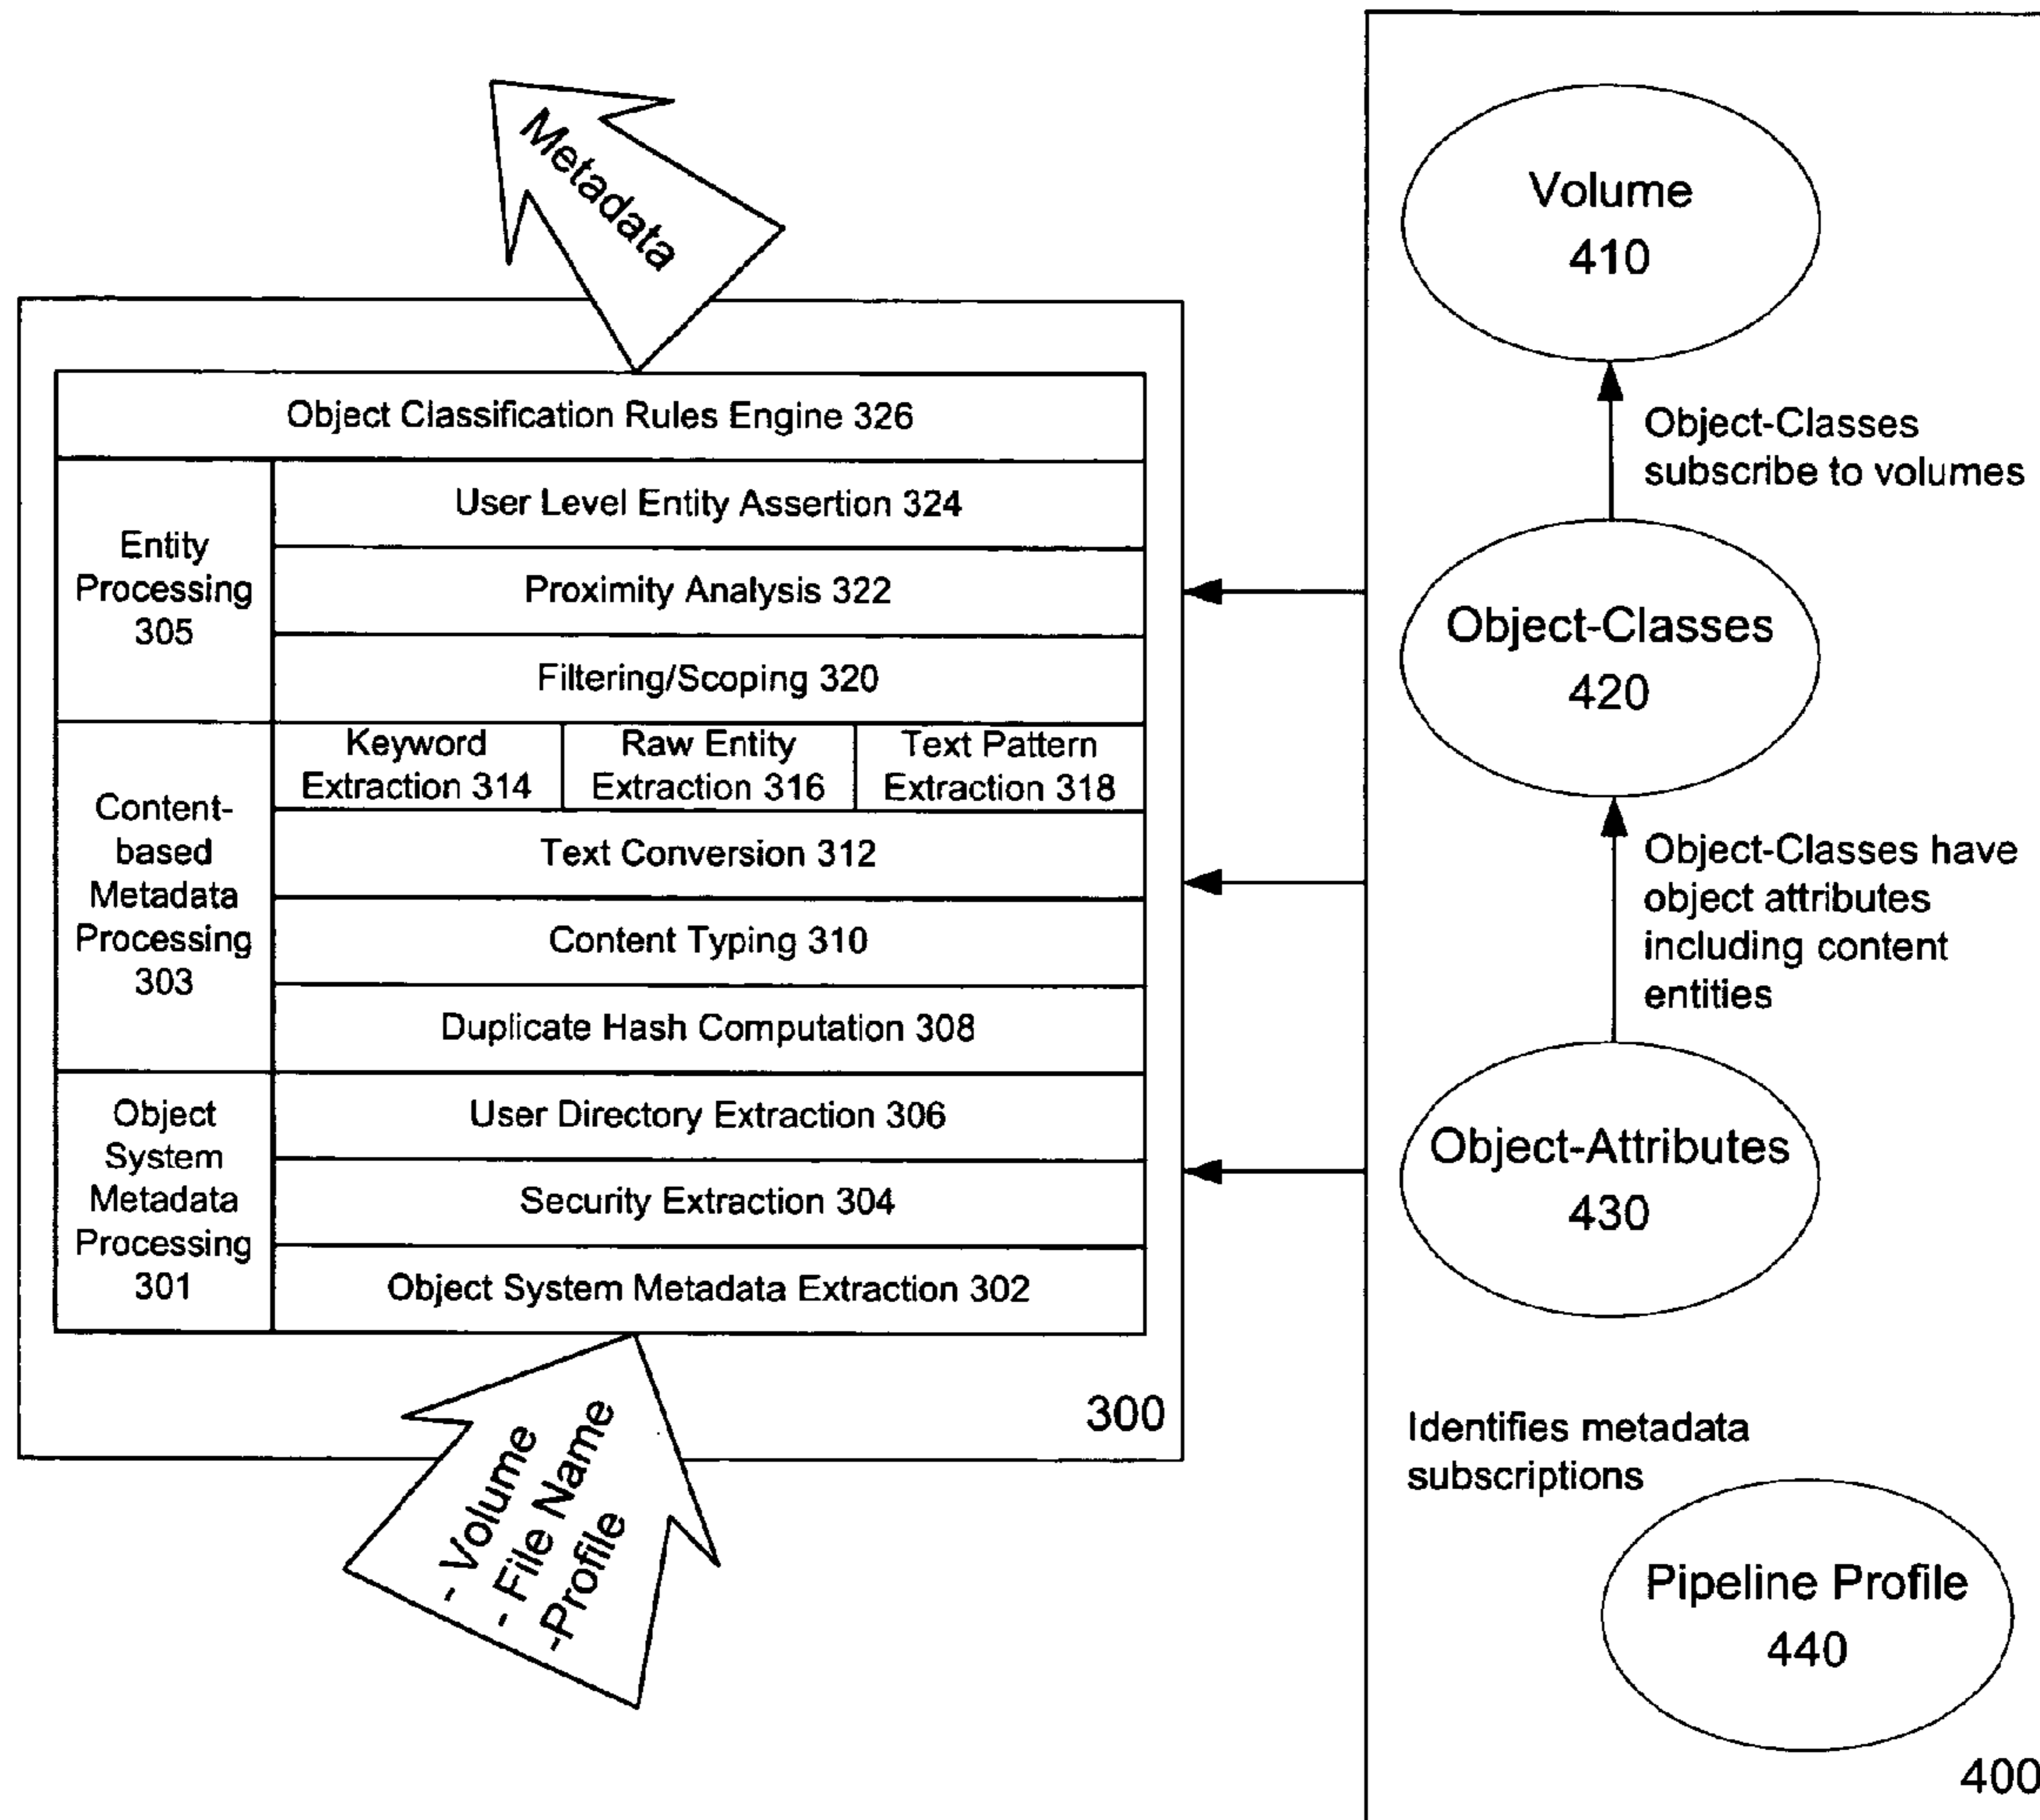 Metadata
Object Classification Rules Engine 326
Entity
Processing
305
User Level Entity Assertion 324
Proximity Analysis 322
Filtering/Scoping 320
Content-
based
Metadata
Processing
303
Keyword
Extraction 314
Raw Entity
Extraction 316
Text Pattern
Extraction 318
Text Conversion 312
Content Typing 310
Duplicate Hash Computation 308
Object
System
Metadata
Processing
301
User Directory Extraction 306
Security Extraction 304
Object System Metadata Extraction 302
300
- Volume
- File Name
-Profile
Volume
410
Object-Classes
subscribe to volumes
Object-Classes
420
Object-Classes have
object attributes
including content
entities
Object-Attributes
430
Identifies metadata
subscriptions
Pipeline Profile
440
400